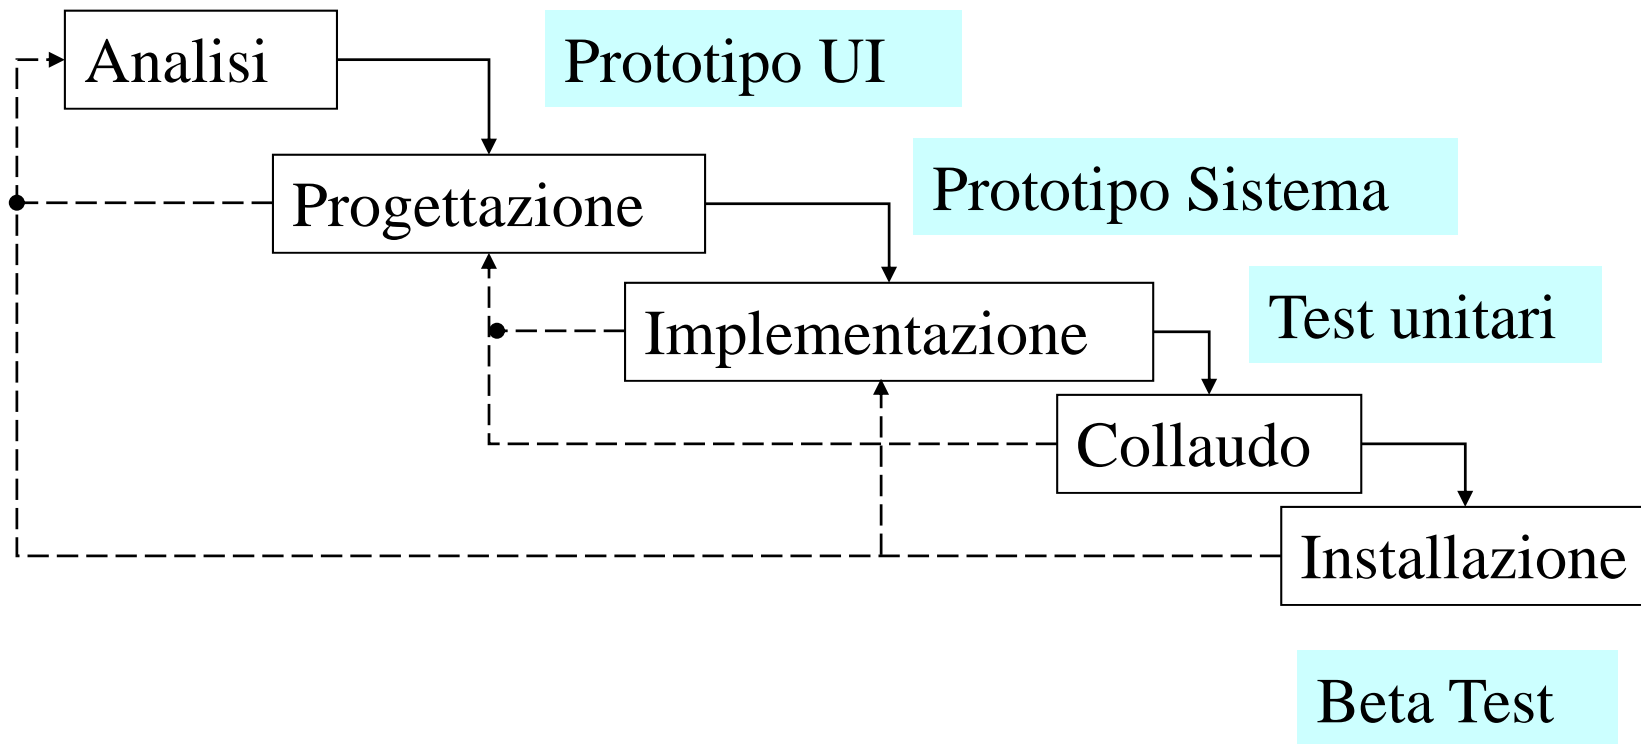 Analisi
Prototipo UI
Progettazione
Prototipo Sistema
Implementazione
Test unitari
Collaudo
Installazione
Beta Test